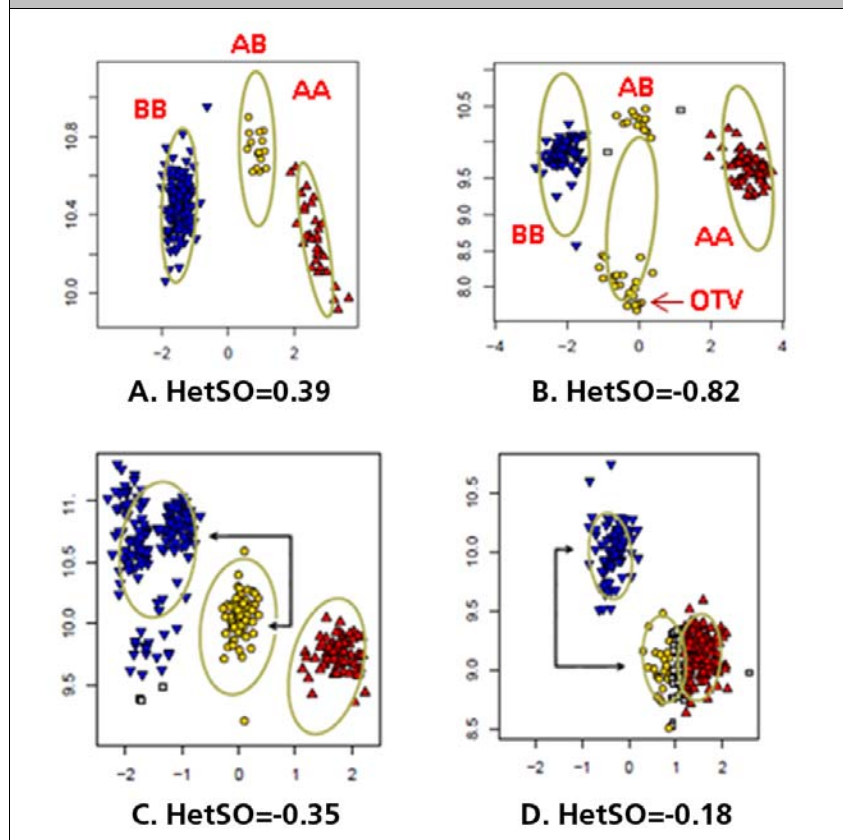 AB
BB
AA
10.8
10.4
10.0
-2 0 2
A. HetSO=0.39
AB
BB
AA
OTV
10.5
9.5
9.0
8.5
8.0
-4 -2 0 2 4
B. HetSO=-0.82
11.
10.5
10.0
9.5
-2 -1 0 1 2
C. HetSO=-0.35
10.5
10.0
9.5
9.0
8.5
-2 -1 0 1 2
D. HetSO=-0.18